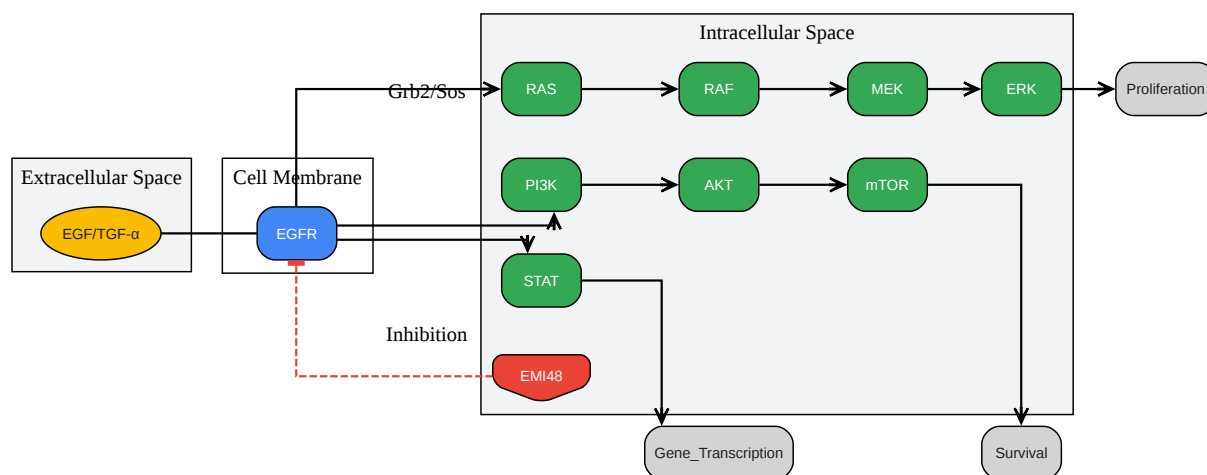 Intracellular Space
Grb2/Sos
RAS
RAF
MEK
ERK
Proliferation
Extracellular Space
Cell Membrane
PI3K
AKT
mTOR
EGF/TGF-α
EGFR
STAT
Inhibition
EMI48
Gene_Transcription
Survival